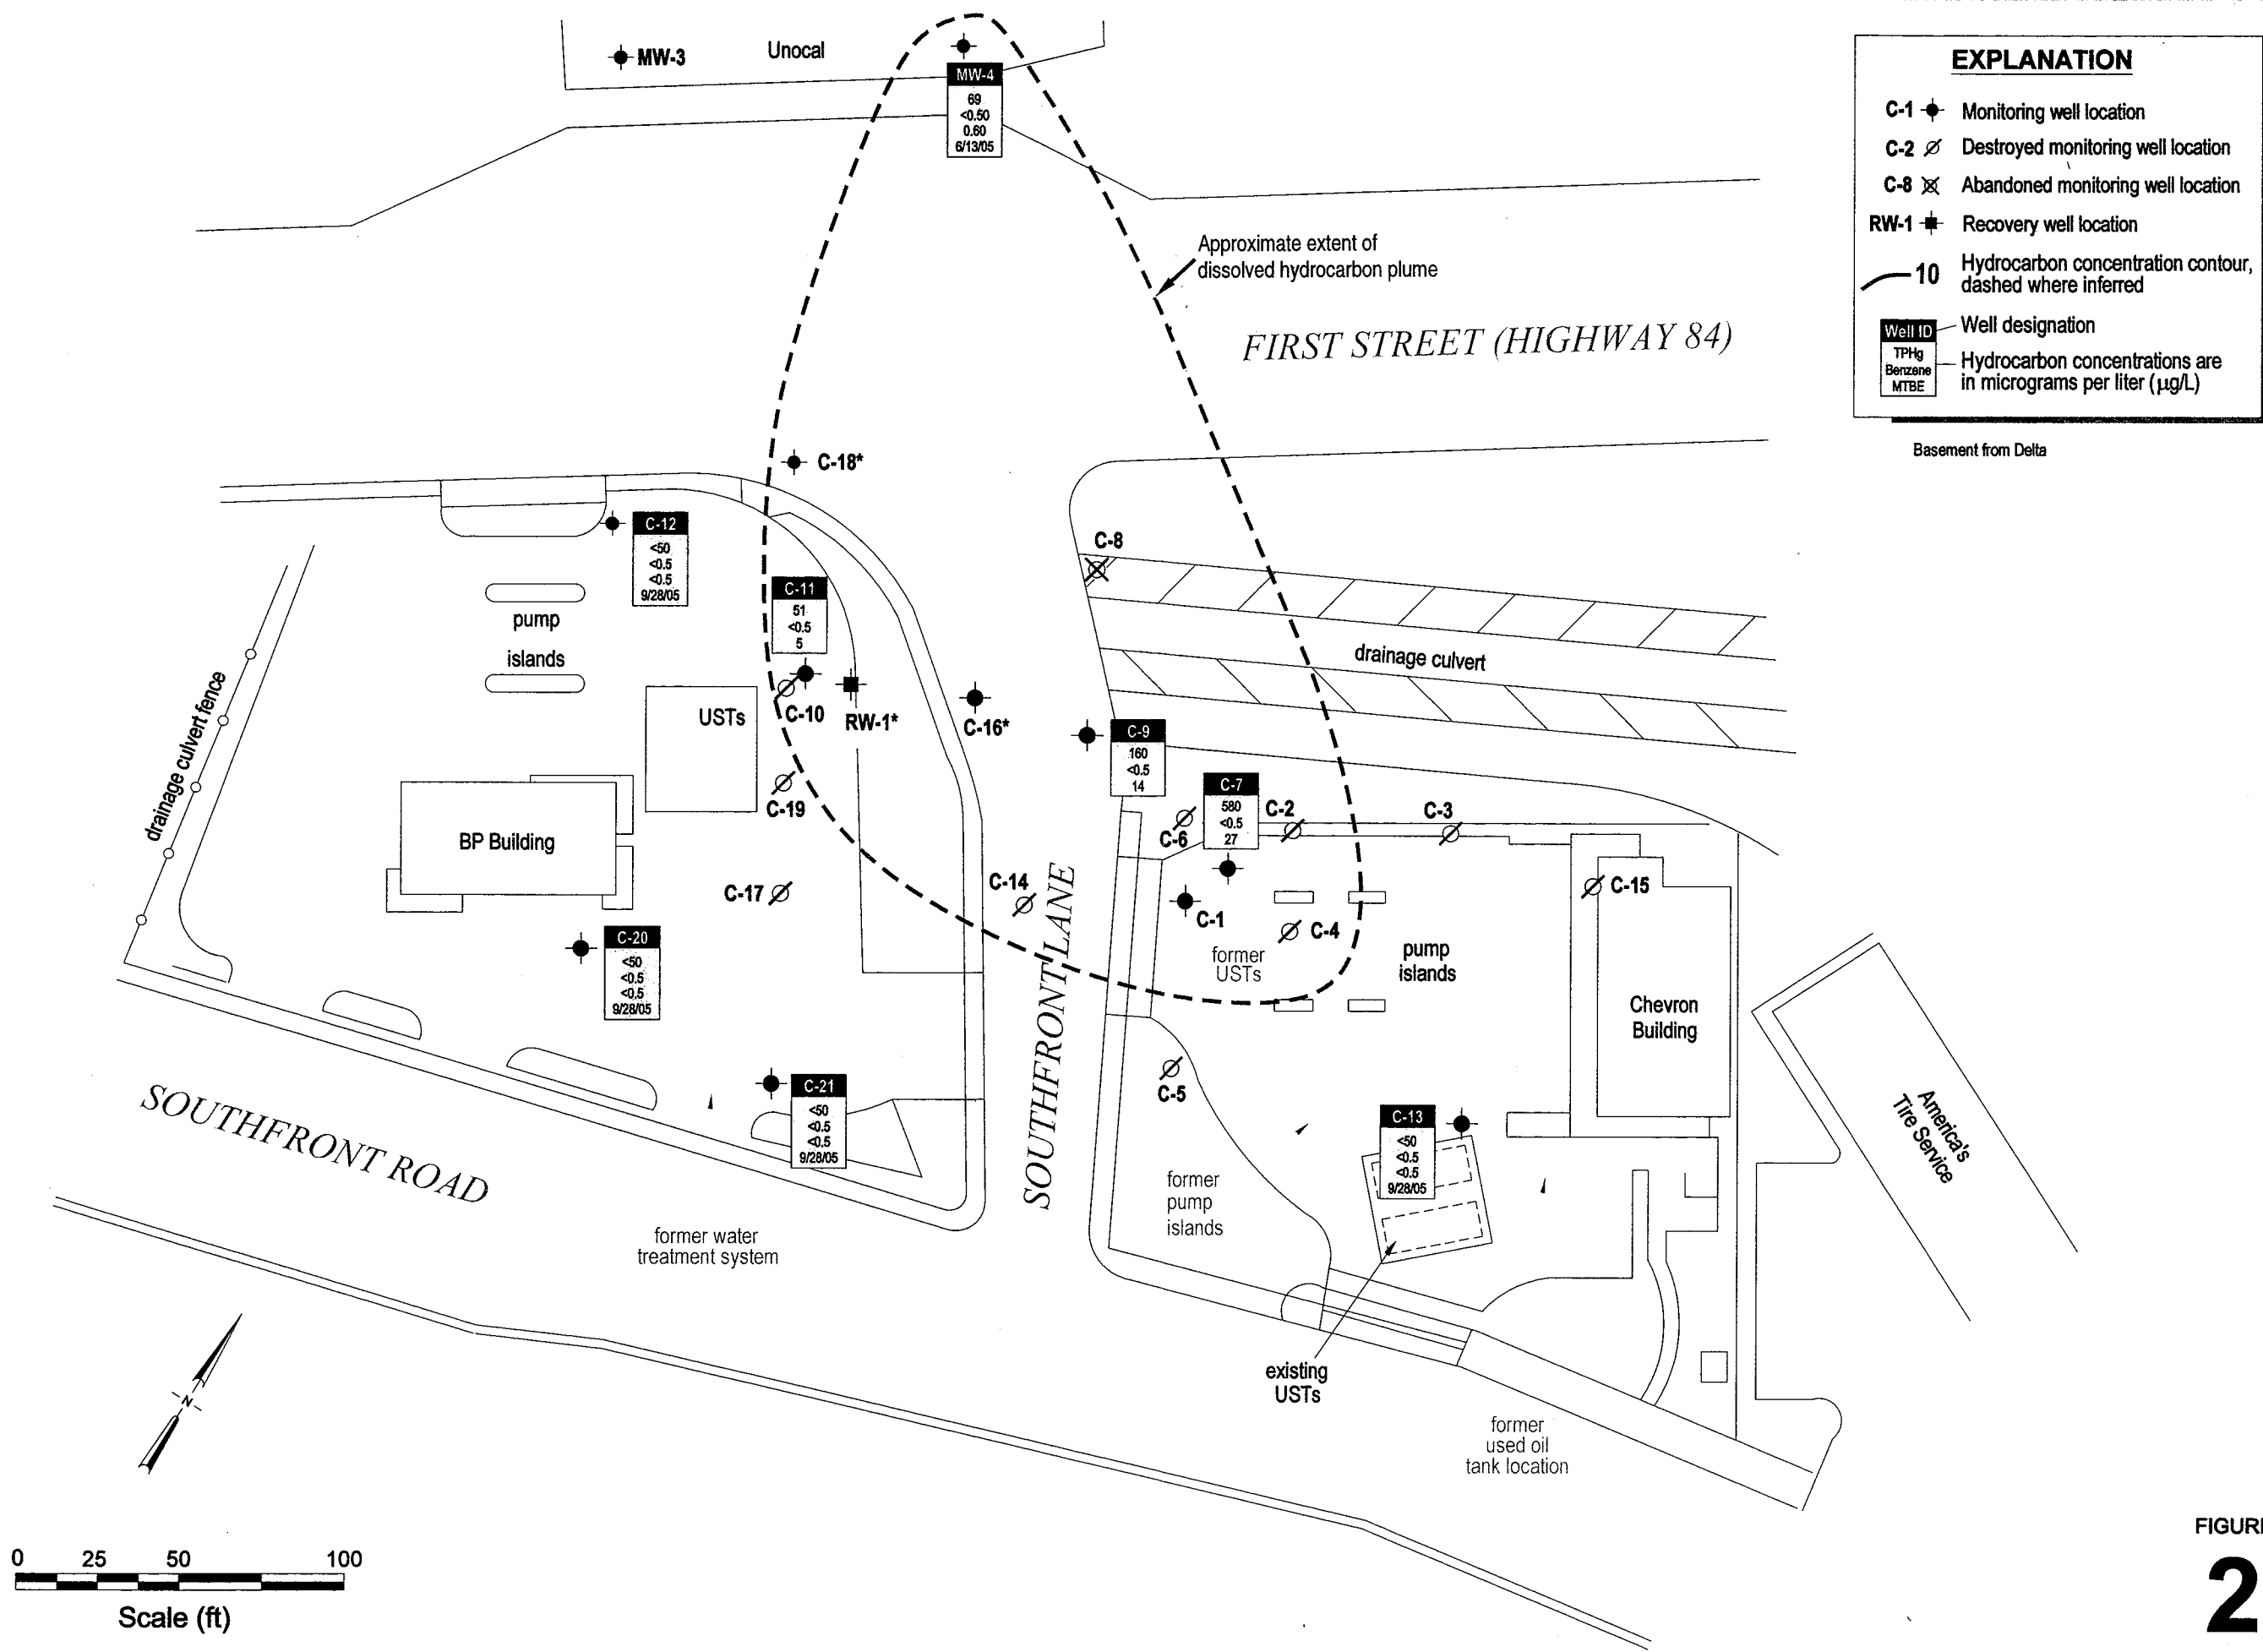 MW-3
Unocal
MW-4
69
<0.50
0.60
6/13/05
EXPLANATION
C-1 Monitoring well location
C-2 Destroyed monitoring well location
C-8 Abandoned monitoring well location
RW-1 Recovery well location
10 Hydrocarbon concentration contour,
dashed where inferred
Well ID
TPHg
Benzene
MTBE
Well designation
Hydrocarbon concentrations are
in micrograms per liter (µg/L)
Basement from Delta
Approximate extent of
dissolved hydrocarbon plume
FIRST STREET (HIGHWAY 84)
C-18*
C-12
<50
<0.5
<0.5
9/28/05
C-11
51
<0.5
5
C-8
pump
islands
drainage culvert
drainage culvert fence
USTs
C-10
RW-1*
C-16*
C-9
160
<0.5
14
C-7
580
<0.5
27
C-19
C-6
C-2
C-3
BP Building
C-17
C-14
C-1
C-4
C-15
former
USTs
pump
islands
C-20
<50
<0.5
<0.5
9/28/05
Chevron
Building
C-5
C-21
<50
<0.5
<0.5
9/28/05
C-13
<50
<0.5
<0.5
9/28/05
America's
Tire Service
SOUTHFRONT ROAD
SOUTHFRONT LANE
former
pump
islands
former water
treatment system
existing
USTs
former
used oil
tank location
N
0 25 50 100
Scale (ft)
FIGURE
2